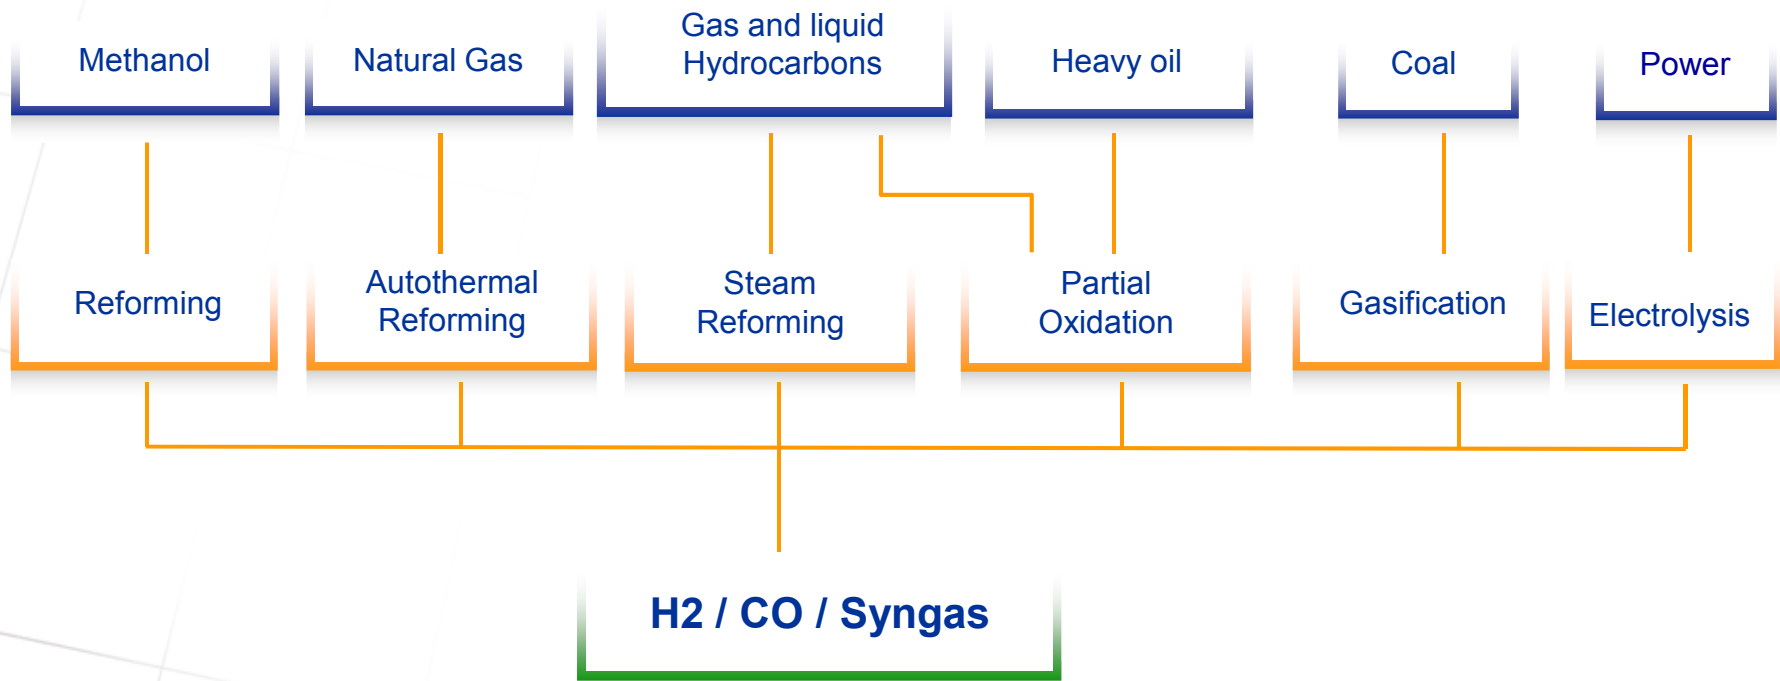 Methanol
Natural Gas
Gas and liquid
Hydrocarbons
Heavy oil
Coal
Power
Reforming
Autothermal
Reforming
Steam
Reforming
Partial
Oxidation
Gasification
Electrolysis
H2 / CO / Syngas